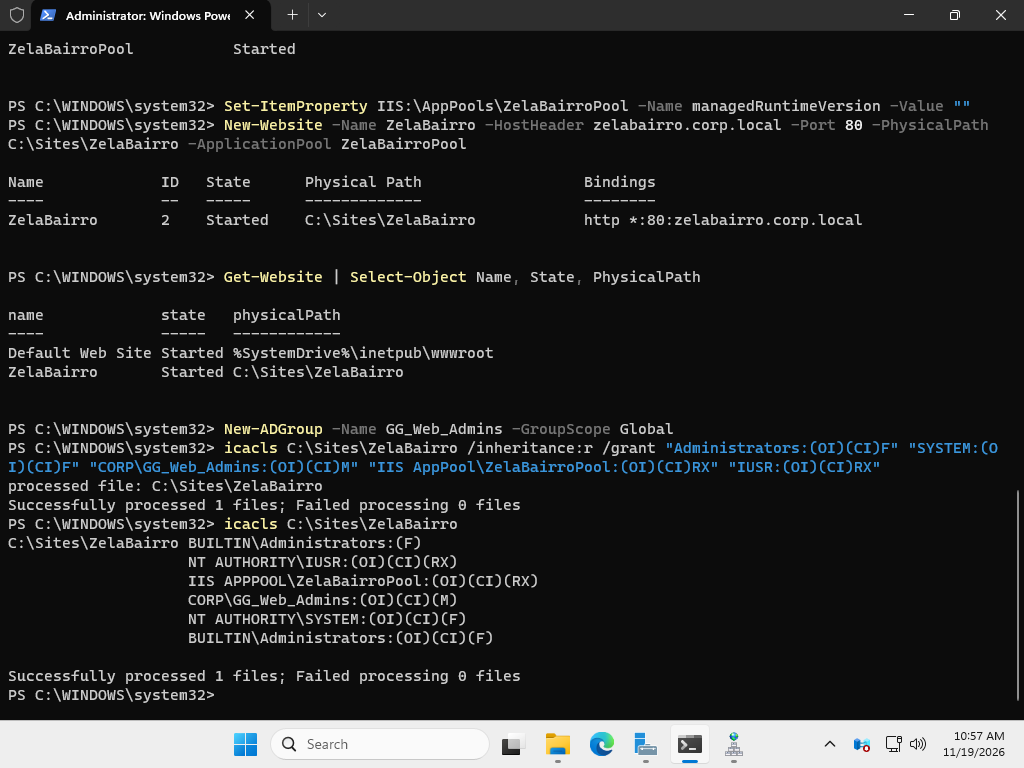 Administrator: Windows Powe
ZelaBairroPool Started
PS C:\WINDOWS\system32> Set-ItemProperty IIS:\AppPools\ZelaBairroPool -Name managedRuntimeVersion -Value ""
PS C:\WINDOWS\system32> New-Website -Name ZelaBairro -HostHeader zelabairro.corp.local -Port 80 -PhysicalPath
C:\Sites\ZelaBairro -ApplicationPool ZelaBairroPool
Name ID State Physical Path Bindings
---- -- ----- ------------- --------
ZelaBairro 2 Started C:\Sites\ZelaBairro http *:80:zelabairro.corp.local
PS C:\WINDOWS\system32> Get-Website | Select-Object Name, State, PhysicalPath
name state physicalPath
---- ----- ------------
Default Web Site Started %SystemDrive%\inetpub\wwwroot
ZelaBairro Started C:\Sites\ZelaBairro
PS C:\WINDOWS\system32> New-ADGroup -Name GG_Web_Admins -GroupScope Global
PS C:\WINDOWS\system32> icacls C:\Sites\ZelaBairro /inheritance:r /grant "Administrators:(OI)(CI)F" "SYSTEM:(O
I)(CI)F" "CORP\GG_Web_Admins:(OI)(CI)M" "IIS AppPool\ZelaBairroPool:(OI)(CI)RX" "IUSR:(OI)(CI)RX"
processed file: C:\Sites\ZelaBairro
Successfully processed 1 files; Failed processing 0 files
PS C:\WINDOWS\system32> icacls C:\Sites\ZelaBairro
C:\Sites\ZelaBairro BUILTIN\Administrators:(F)
NT AUTHORITY\IUSR:(OI)(CI)(RX)
IIS APPPOOL\ZelaBairroPool:(OI)(CI)(RX)
CORP\GG_Web_Admins:(OI)(CI)(M)
NT AUTHORITY\SYSTEM:(OI)(CI)(F)
BUILTIN\Administrators:(OI)(CI)(F)
Successfully processed 1 files; Failed processing 0 files
PS C:\WINDOWS\system32>
Search
10:57 AM
11/19/2026